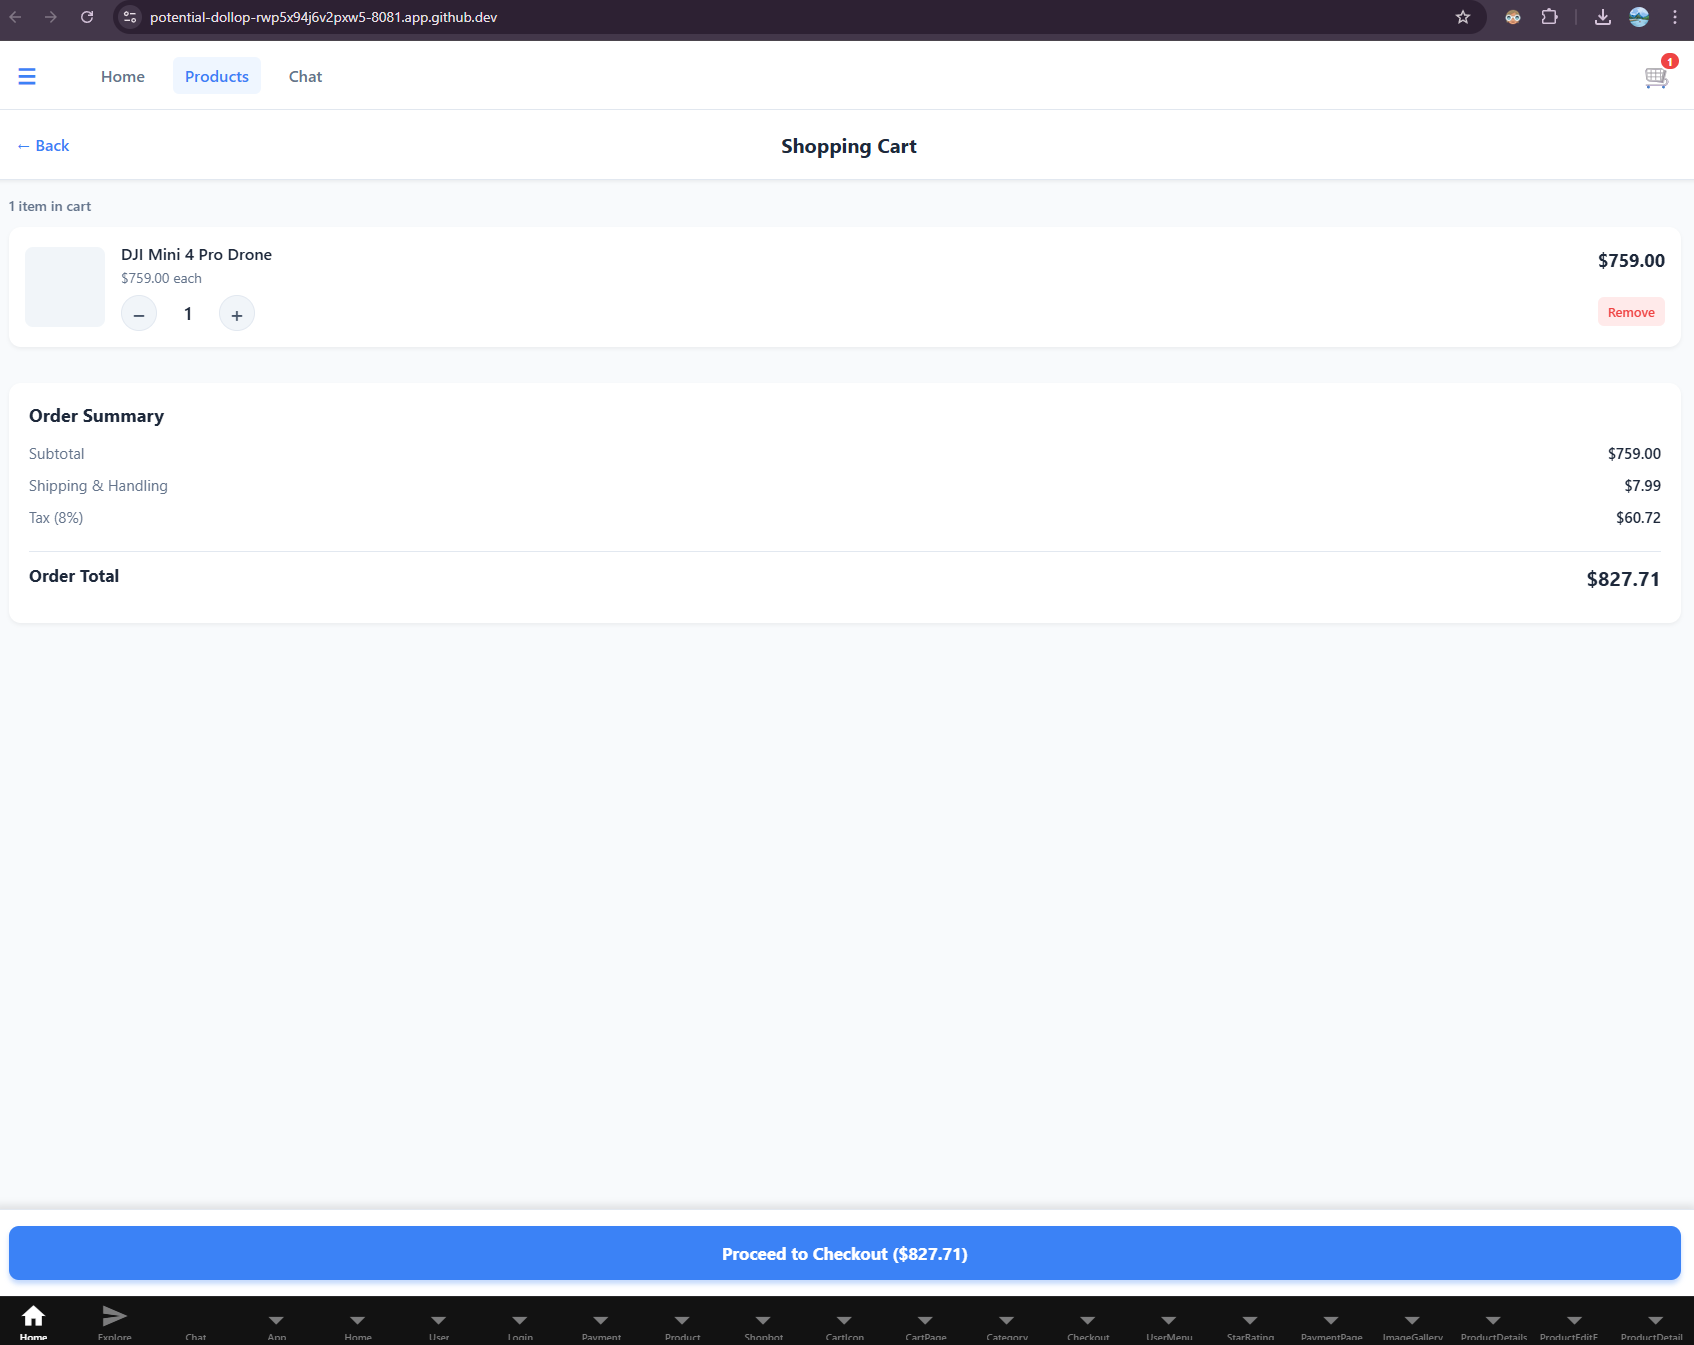 potential-dollop-rwp5x94j6v2pxw5-8081.app.github.dev
Home Products Chat
1
← Back
Shopping Cart
1 item in cart
DJI Mini 4 Pro Drone
$759.00 each
$759.00
− 1 +
Remove
Order Summary
Subtotal $759.00
Shipping & Handling $7.99
Tax (8%) $60.72
Order Total $827.71
Proceed to Checkout ($827.71)
Home Explore Chat App Home User Login Payment Product Shopbot CartIcon CartPage Category Checkout UserMenu StarRating PaymentPage ImageGallery ProductDetails ProductEditF ProductDetail